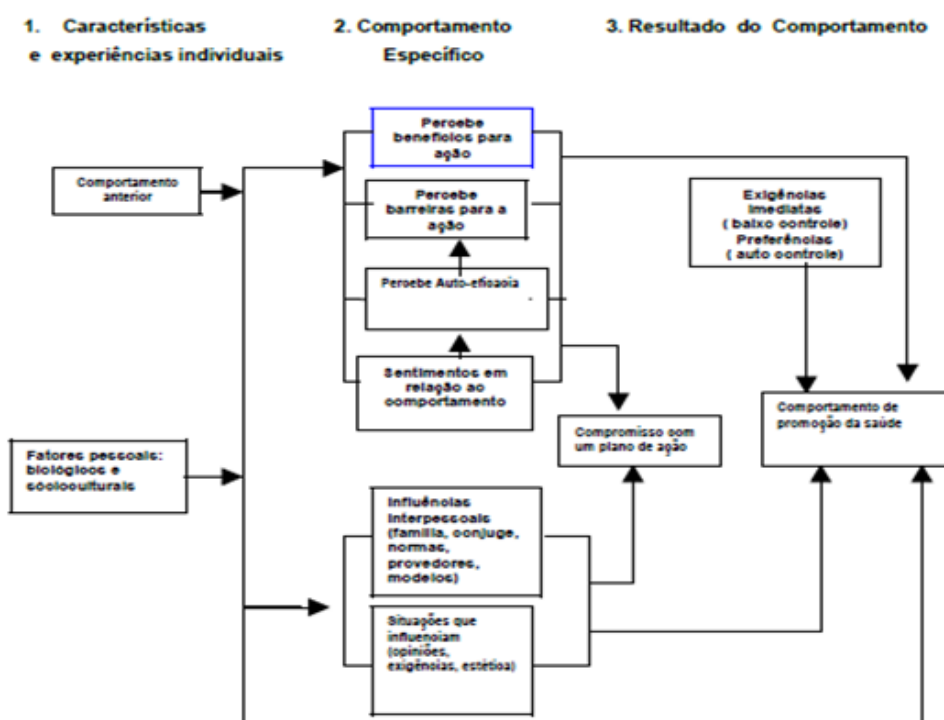 1. Características
e experiências individuais
2. Comportamento
Específico
3. Resultado do Comportamento
Comportamento
anterior
Fatores pessoais:
biológicos e
sócioculturais
Percebe
benefícios para
ação
Percebe
barreiras para a
ação
Percebe Auto-eficacia
Sentimentos em
relação ao
comportamento
Influências
Interpessoais
(família, conjuge,
normas,
provedores,
modelos)
Situações que
influenciam
(opiniões,
exigências, estética)
Compromisso com
um plano de ação
Exigências
Imediatas
( baixo controle)
Preferências
( auto controle)
Comportamento de
promoção da saúde